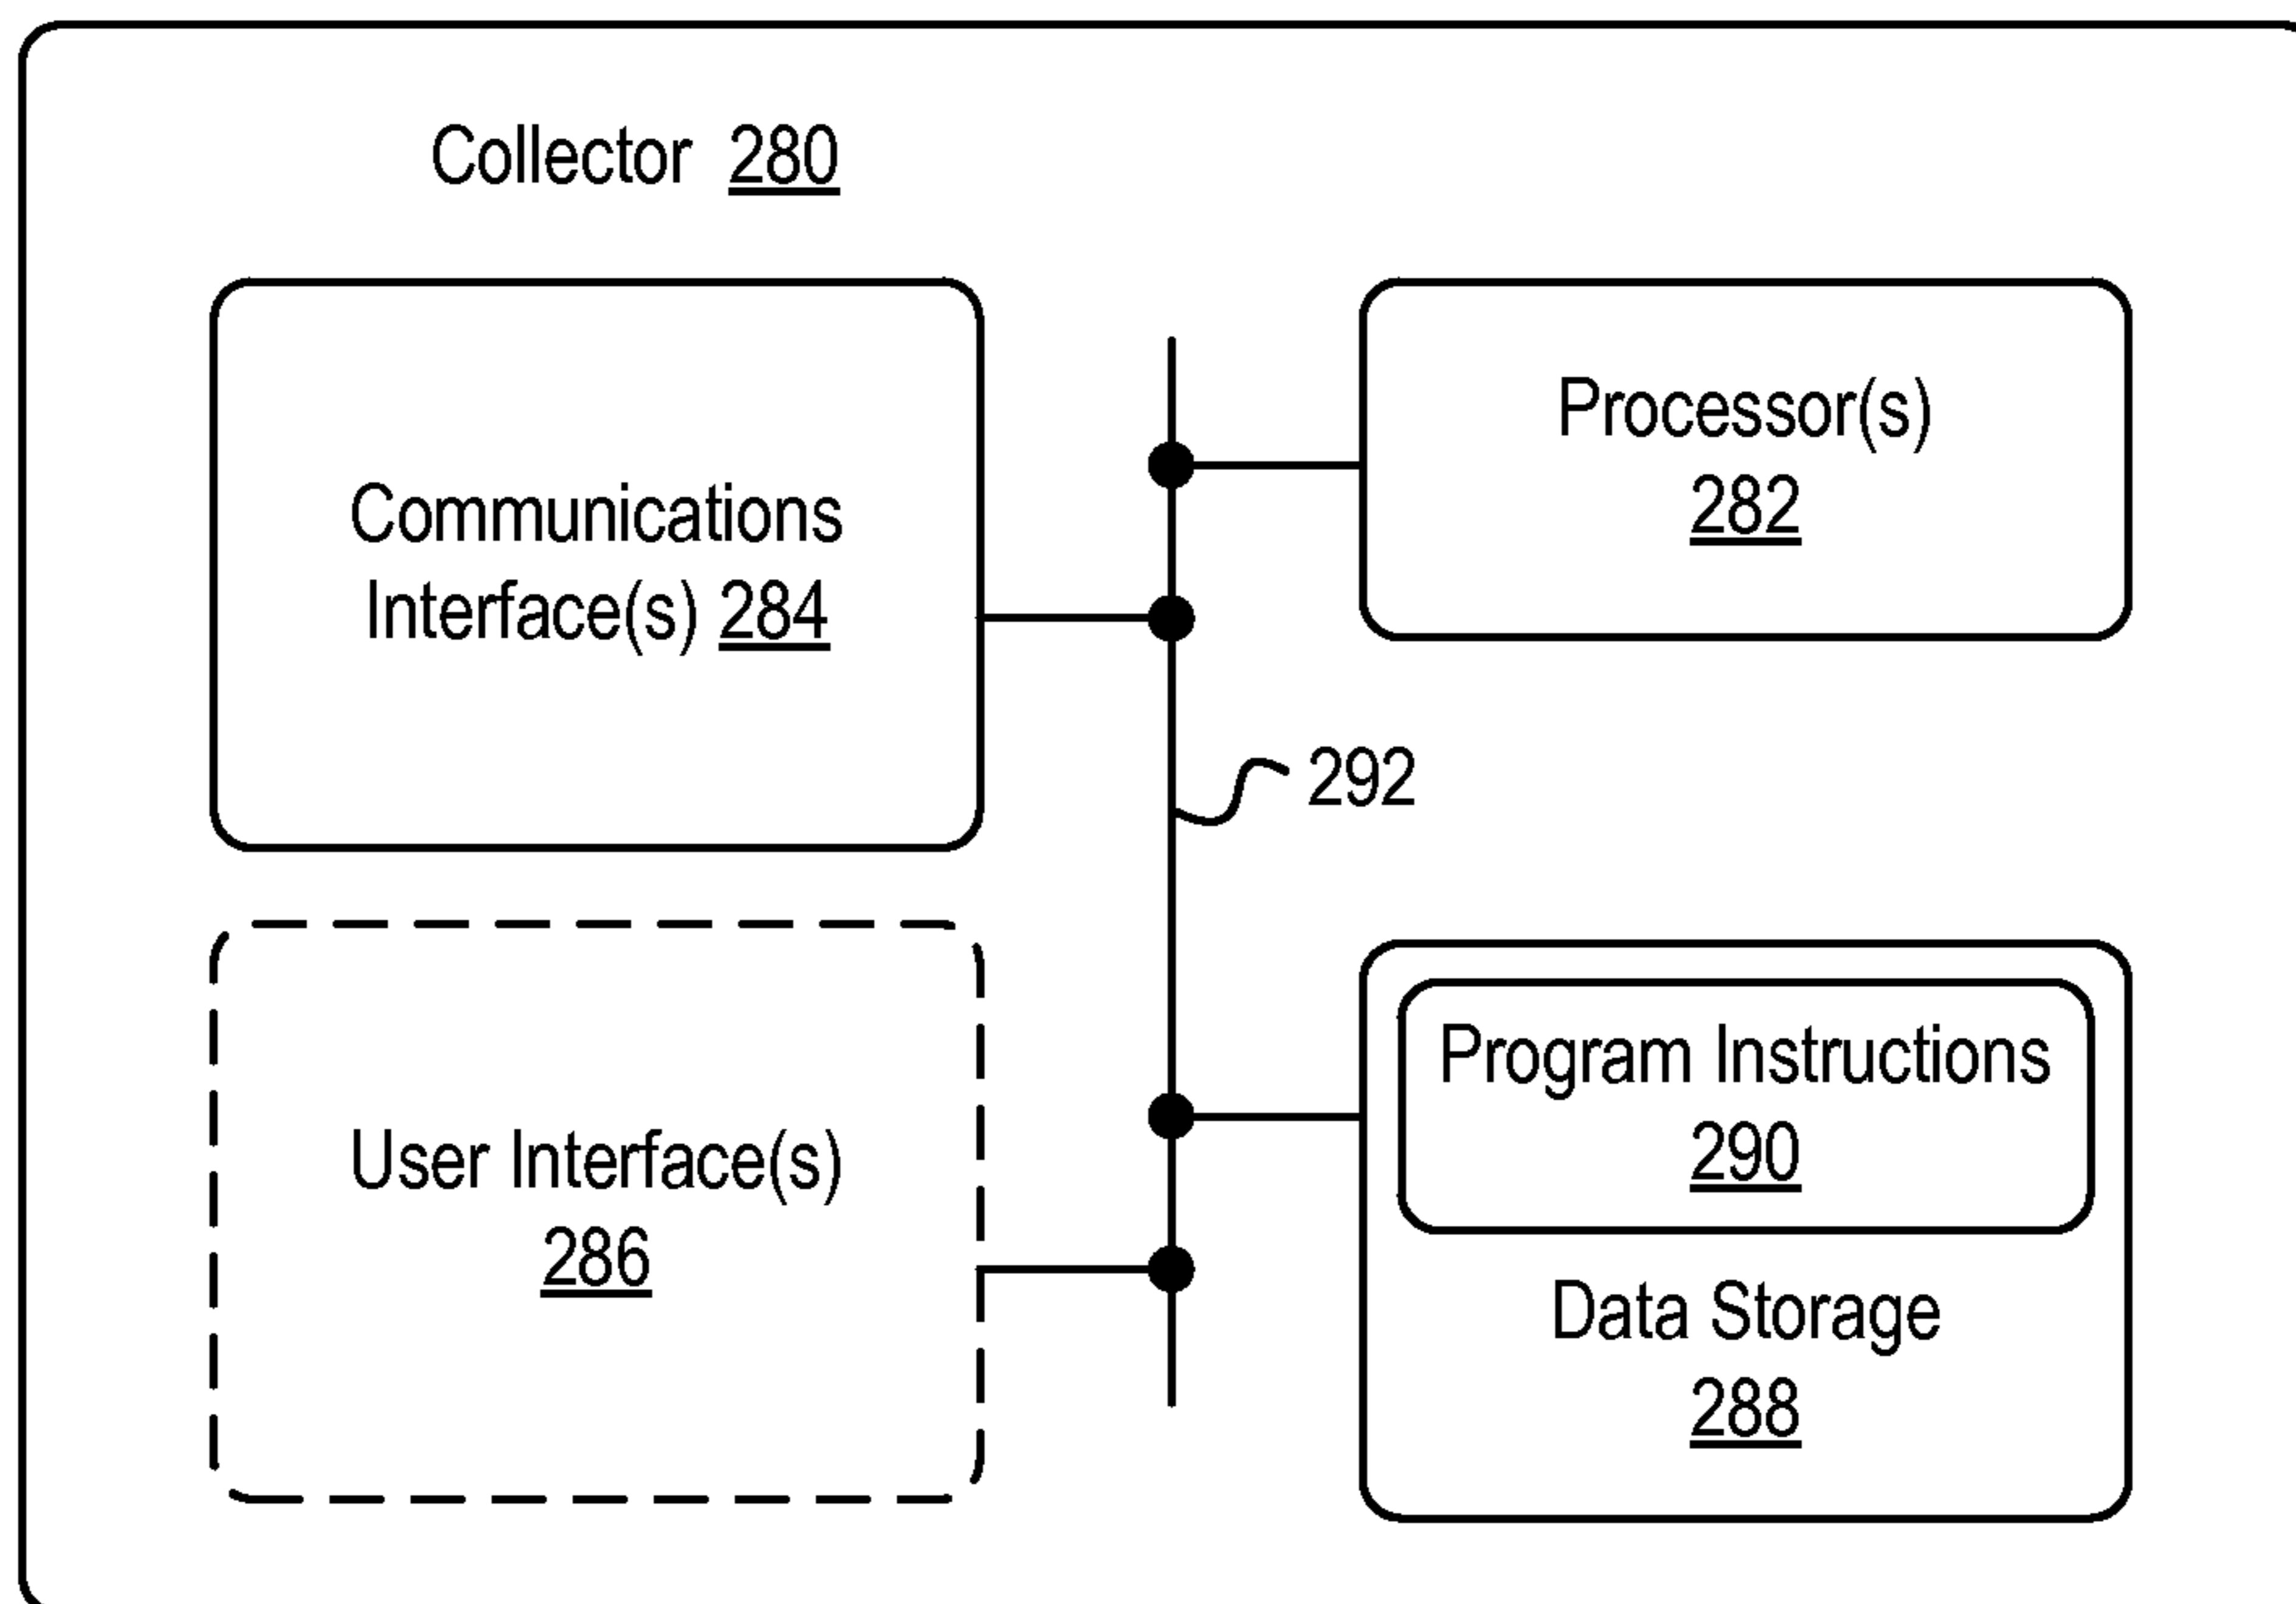 Collector 280
Communications
Interface(s) 284
Processor(s)
282
292
User Interface(s)
286
Program Instructions
290
Data Storage
288